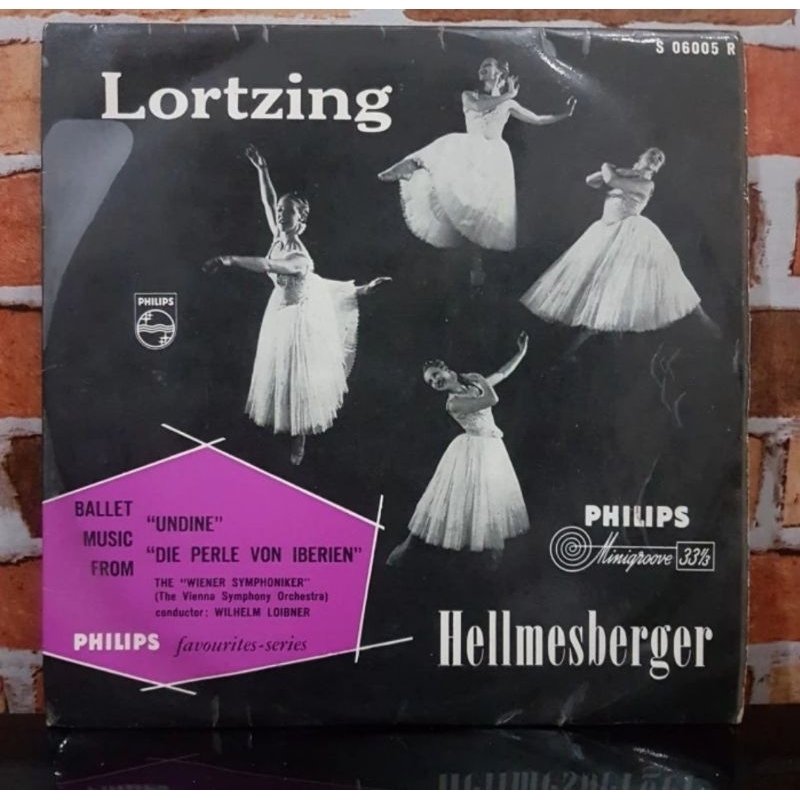 S 06005 R
Lortzing
PHILIPS
BALLET
MUSIC
FROM
"UNDINE"
"DIE PERLE VON IBERIEN"
THE "WIENER SYMPHONIKER"
(The Vienna Symphony Orchestra)
conductor: WILHELM LOIBNER
PHILIPS favourites-series
PHILIPS
Minigroove 33⅓
Hellmesberger